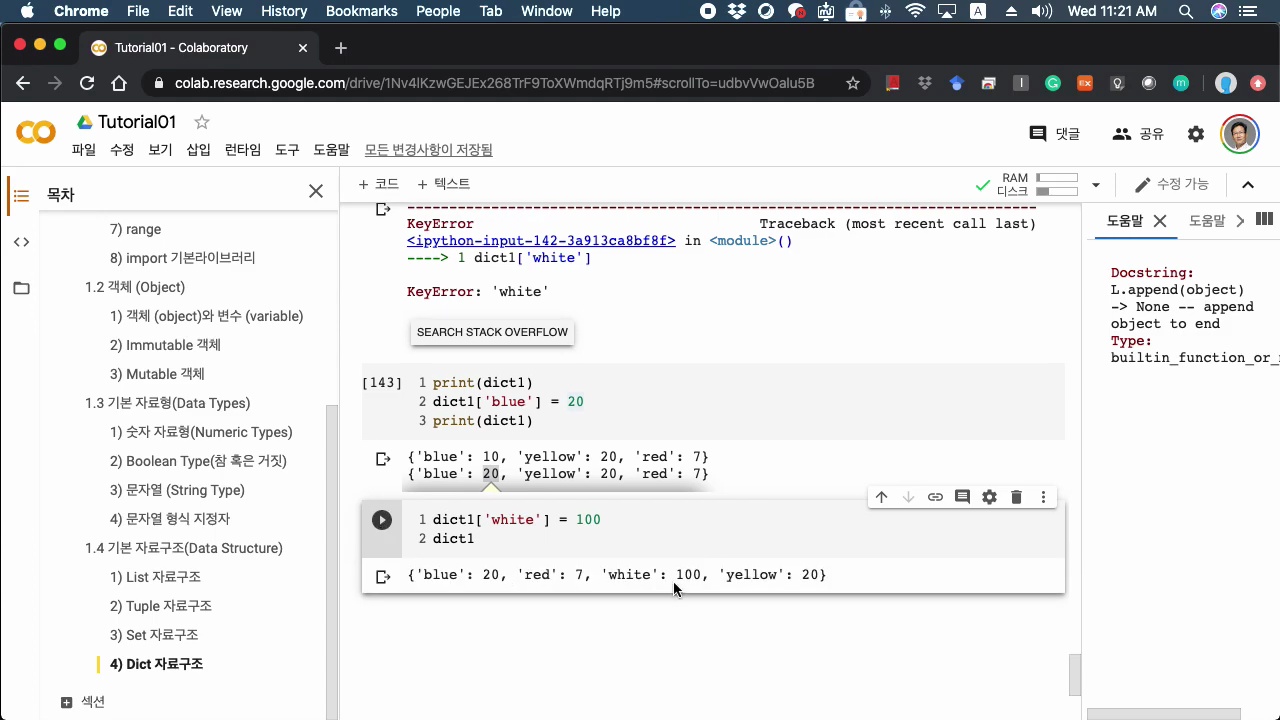 Chrome File Edit View History Bookmarks People Tab Window Help Wed 11:21 AM
Tutorial01 - Colaboratory
colab.research.google.com/drive/1Nv4lKzwGEJEx268TrF9ToXWmdqRTj9m5#scrollTo=udbvVwOalu5B
Tutorial01
댓글 공유
파일 수정 보기 삽입 런타임 도구 도움말 모든 변경사항이 저장됨
목차
+ 코드 + 텍스트
RAM
디스크
수정 가능
7) range
8) import 기본라이브러리
1.2 객체 (Object)
1) 객체 (object)와 변수 (variable)
2) Immutable 객체
3) Mutable 객체
1.3 기본 자료형(Data Types)
1) 숫자 자료형(Numeric Types)
2) Boolean Type(참 혹은 거짓)
3) 문자열 (String Type)
4) 문자열 형식 지정자
1.4 기본 자료구조(Data Structure)
1) List 자료구조
2) Tuple 자료구조
3) Set 자료구조
4) Dict 자료구조
섹션
---------------------------------------------------------------------------
KeyError Traceback (most recent call last)
<ipython-input-142-3a913ca8bf8f> in <module>()
----> 1 dict1['white']
KeyError: 'white'
SEARCH STACK OVERFLOW
[143] 1 print(dict1)
2 dict1['blue'] = 20
3 print(dict1)
{'blue': 10, 'yellow': 20, 'red': 7}
{'blue': 20, 'yellow': 20, 'red': 7}
1 dict1['white'] = 100
2 dict1
{'blue': 20, 'red': 7, 'white': 100, 'yellow': 20}
도움말 도움말
Docstring:
L.append(object)
-> None -- append
object to end
Type:
builtin_function_or_